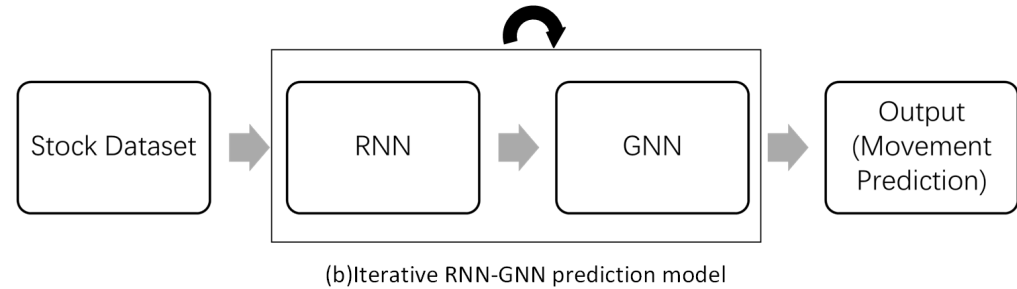 Stock Dataset
RNN
GNN
Output
(Movement
Prediction)
(b)Iterative RNN-GNN prediction model